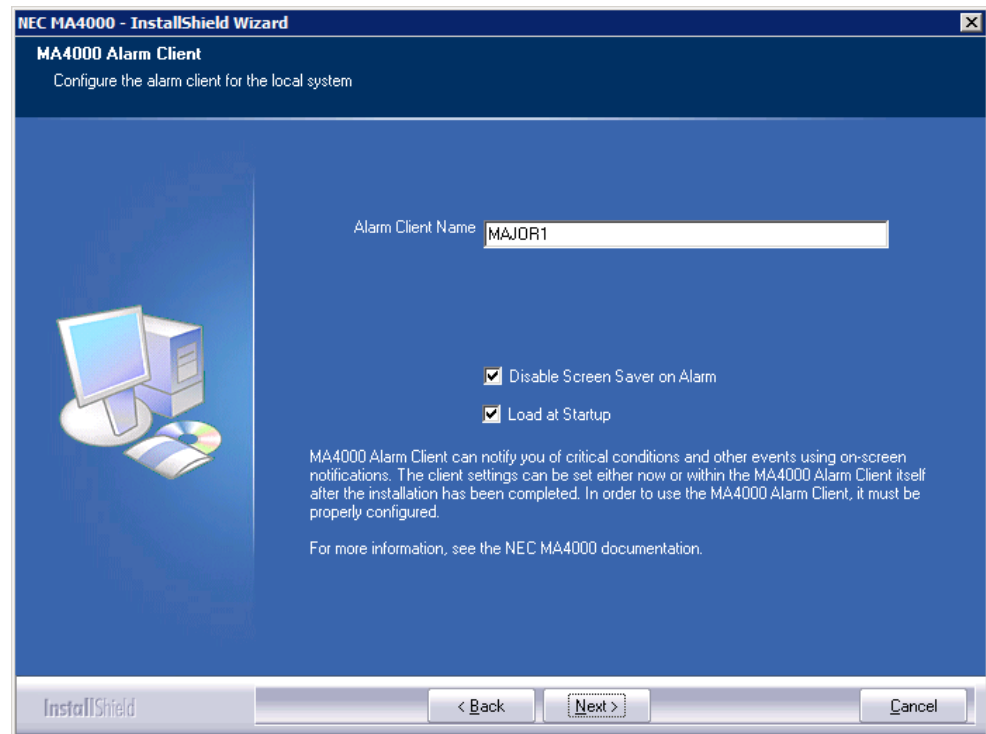 NEC MA4000 - InstallShield Wizard
MA4000 Alarm Client
Configure the alarm client for the local system
Alarm Client Name
MAJOR1
Disable Screen Saver on Alarm
Load at Startup
MA4000 Alarm Client can notify you of critical conditions and other events using on-screen
notifications. The client settings can be set either now or within the MA4000 Alarm Client itself
after the installation has been completed. In order to use the MA4000 Alarm Client, it must be
properly configured.
For more information, see the NEC MA4000 documentation.
InstallShield
< Back
Next >
Cancel